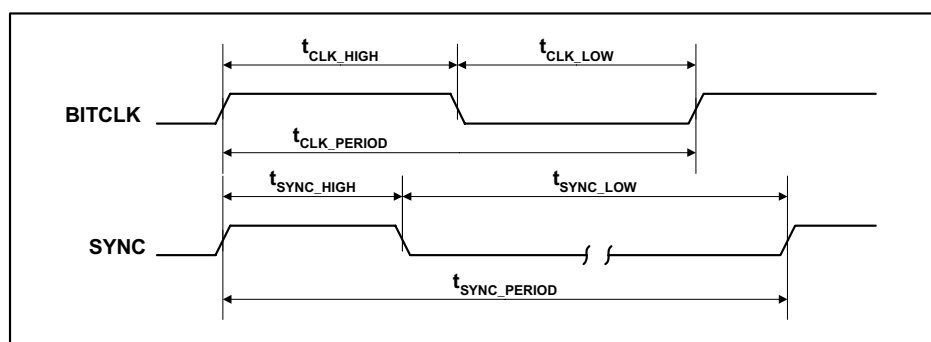 tCLK_HIGH tCLK_LOW
BITCLK
tCLK_PERIOD
tSYNC_HIGH tSYNC_LOW
SYNC
tSYNC_PERIOD